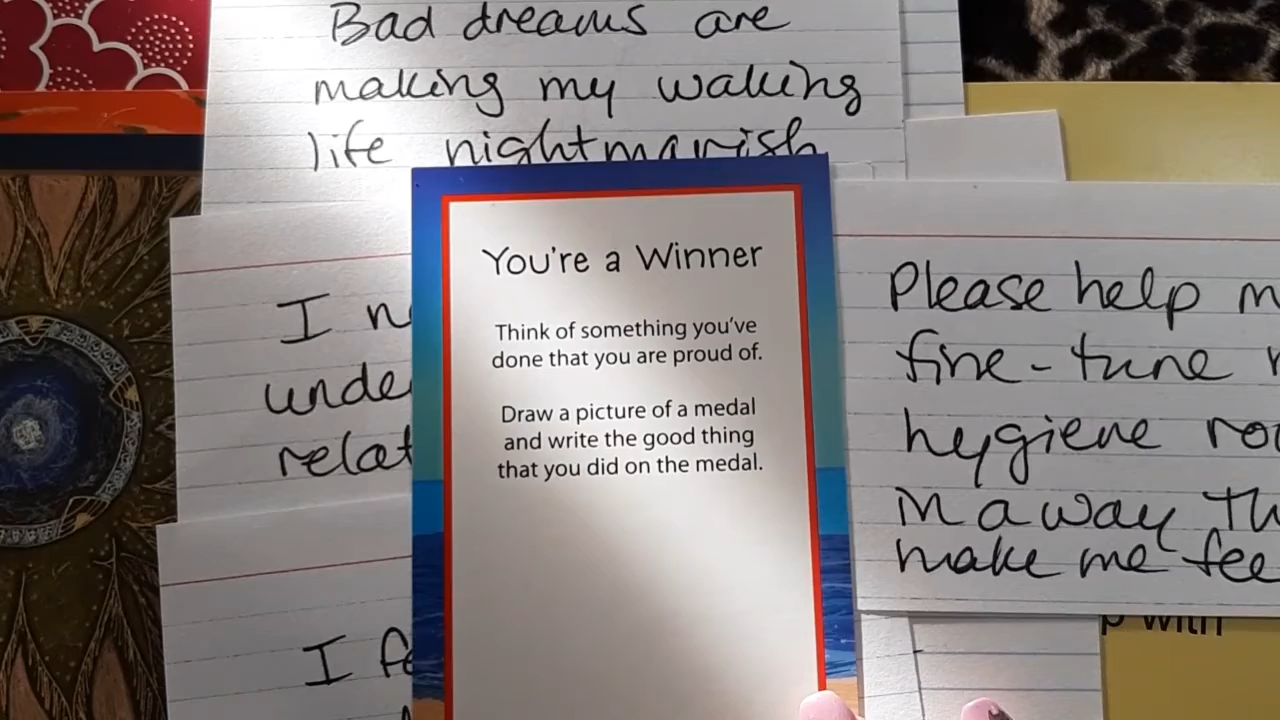 Bad dreams are
making my waking
life nightmarish
You're a Winner
Think of something you've
done that you are proud of.
Draw a picture of a medal
and write the good thing
that you did on the medal.
I
Please help
fine-tune
hygiene
in a way
make me
I
with